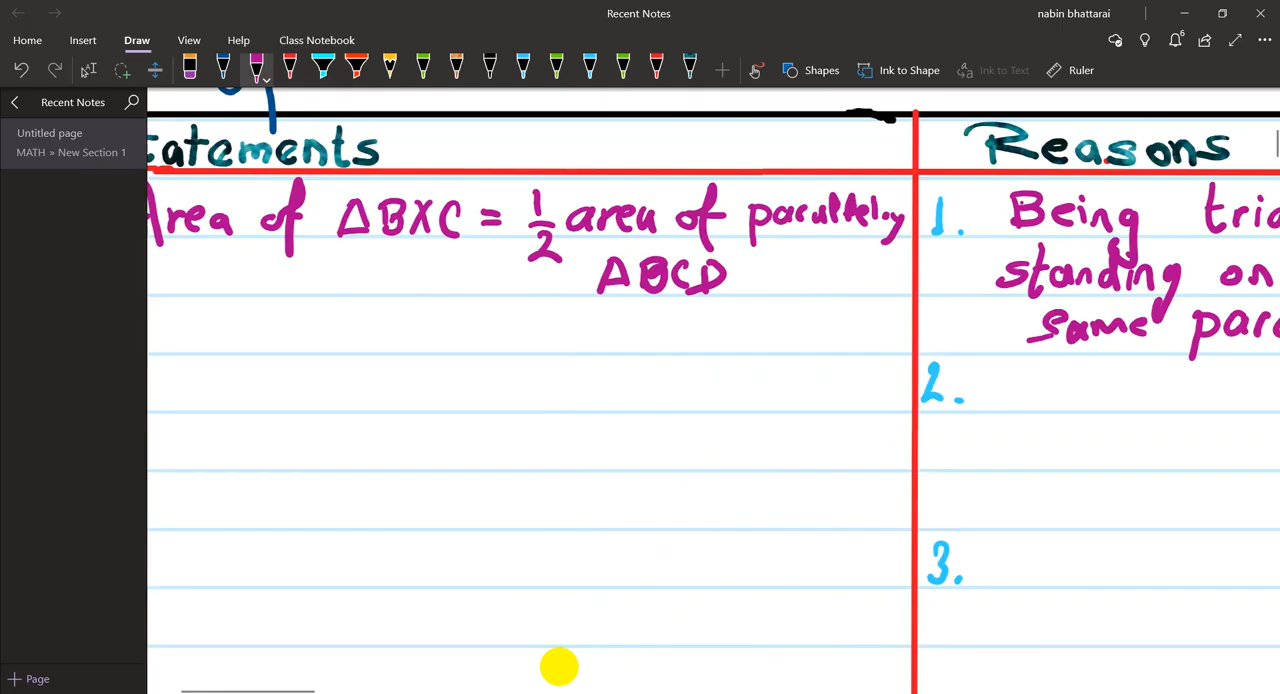 Recent Notes
nabin bhattarai
Home Insert Draw View Help Class Notebook
6
Shapes Ink to Shape Ink to Text Ruler
Recent Notes
Untitled page
MATH » New Section 1
tatements
Reasons
Area of ΔBXC = 1/2 area of
ΔBCD
1. Being tria
standing on
same para
2.
3.
Page